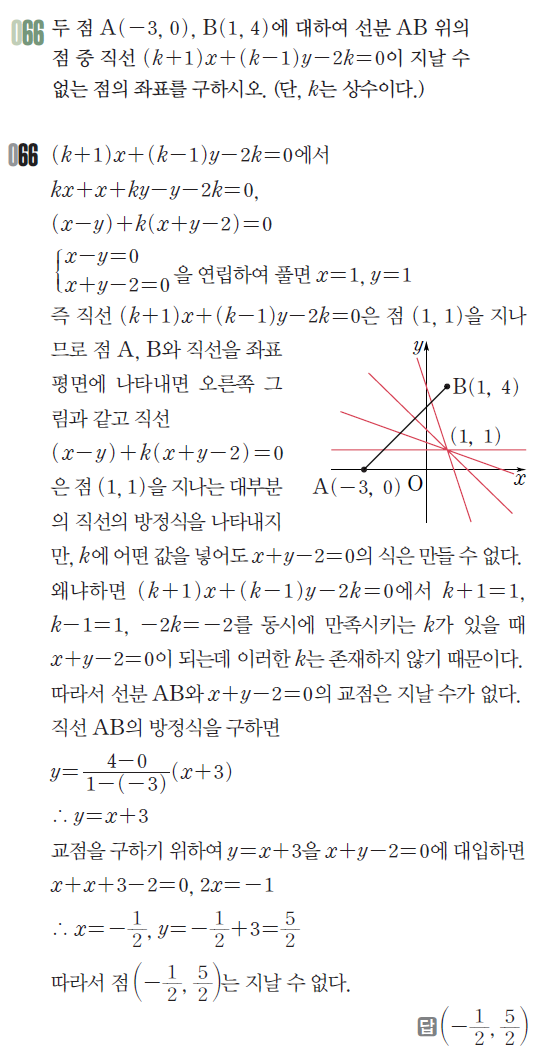 066 두 점 A(−3, 0), B(1, 4)에 대하여 선분 AB 위의
점 중 직선 (k+1)x+(k−1)y−2k=0이 지날 수
없는 점의 좌표를 구하시오. (단, k는 상수이다.)
066 (k+1)x+(k−1)y−2k=0에서
kx+x+ky−y−2k=0,
(x−y)+k(x+y−2)=0
{x−y=0
x+y−2=0 을 연립하여 풀면 x=1, y=1
즉 직선 (k+1)x+(k−1)y−2k=0은 점 (1, 1)을 지나
므로 점 A, B와 직선을 좌표
평면에 나타내면 오른쪽 그
림과 같고 직선
(x−y)+k(x+y−2)=0
은 점 (1, 1)을 지나는 대부분
의 직선의 방정식을 나타내지
y
B(1, 4)
(1, 1)
A(−3, 0) O x
만, k에 어떤 값을 넣어도 x+y−2=0의 식은 만들 수 없다.
왜냐하면 (k+1)x+(k−1)y−2k=0에서 k+1=1,
k−1=1, −2k=−2를 동시에 만족시키는 k가 있을 때
x+y−2=0이 되는데 이러한 k는 존재하지 않기 때문이다.
따라서 선분 AB와 x+y−2=0의 교점은 지날 수가 없다.
직선 AB의 방정식을 구하면
y=\frac{4−0}{1−(−3)}(x+3)
∴ y=x+3
교점을 구하기 위하여 y=x+3을 x+y−2=0에 대입하면
x+x+3−2=0, 2x=−1
∴ x=−\frac{1}{2}, y=−\frac{1}{2}+3=\frac{5}{2}
따라서 점 (−\frac{1}{2}, \frac{5}{2})는 지날 수 없다.
답 (−\frac{1}{2}, \frac{5}{2})